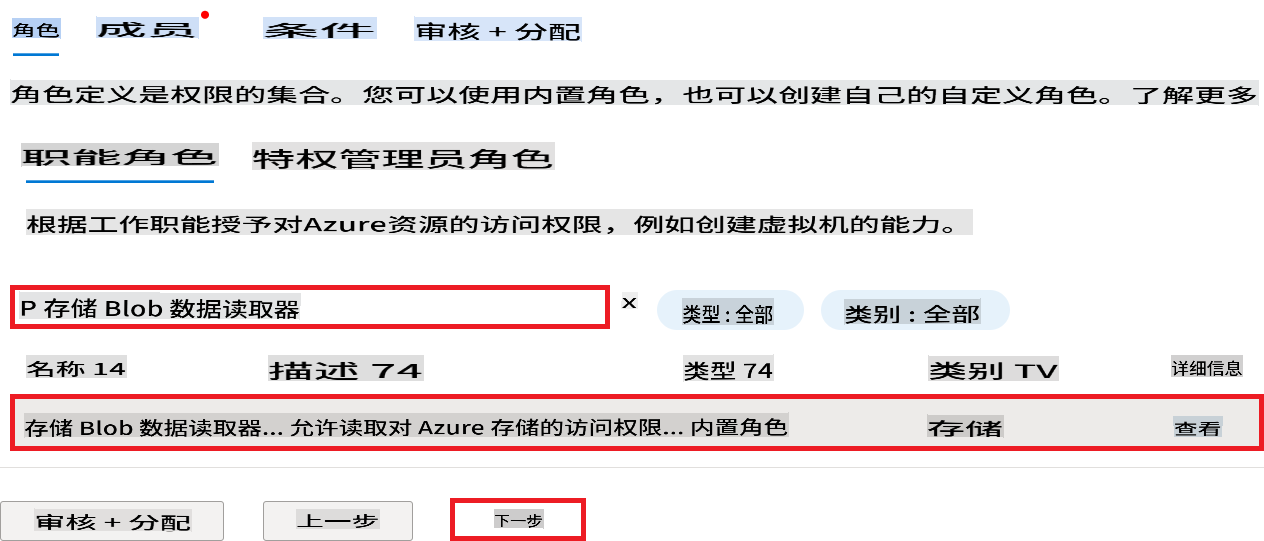 角色 成员 条件 审核 + 分配
角色定义是权限的集合。您可以使用内置角色，也可以创建自己的自定义角色。了解更多
职能角色 特权管理员角色
根据工作职能授予对Azure资源的访问权限，例如创建虚拟机的能力。
P 存储 Blob 数据读取器 x 类型 : 全部 类别 : 全部
名称 14 描述 74 类型 74 类别 TV 详细信息
存储 Blob 数据读取器... 允许读取对 Azure 存储的访问权限... 内置角色 存储 查看
审核 + 分配 上一步 下一步